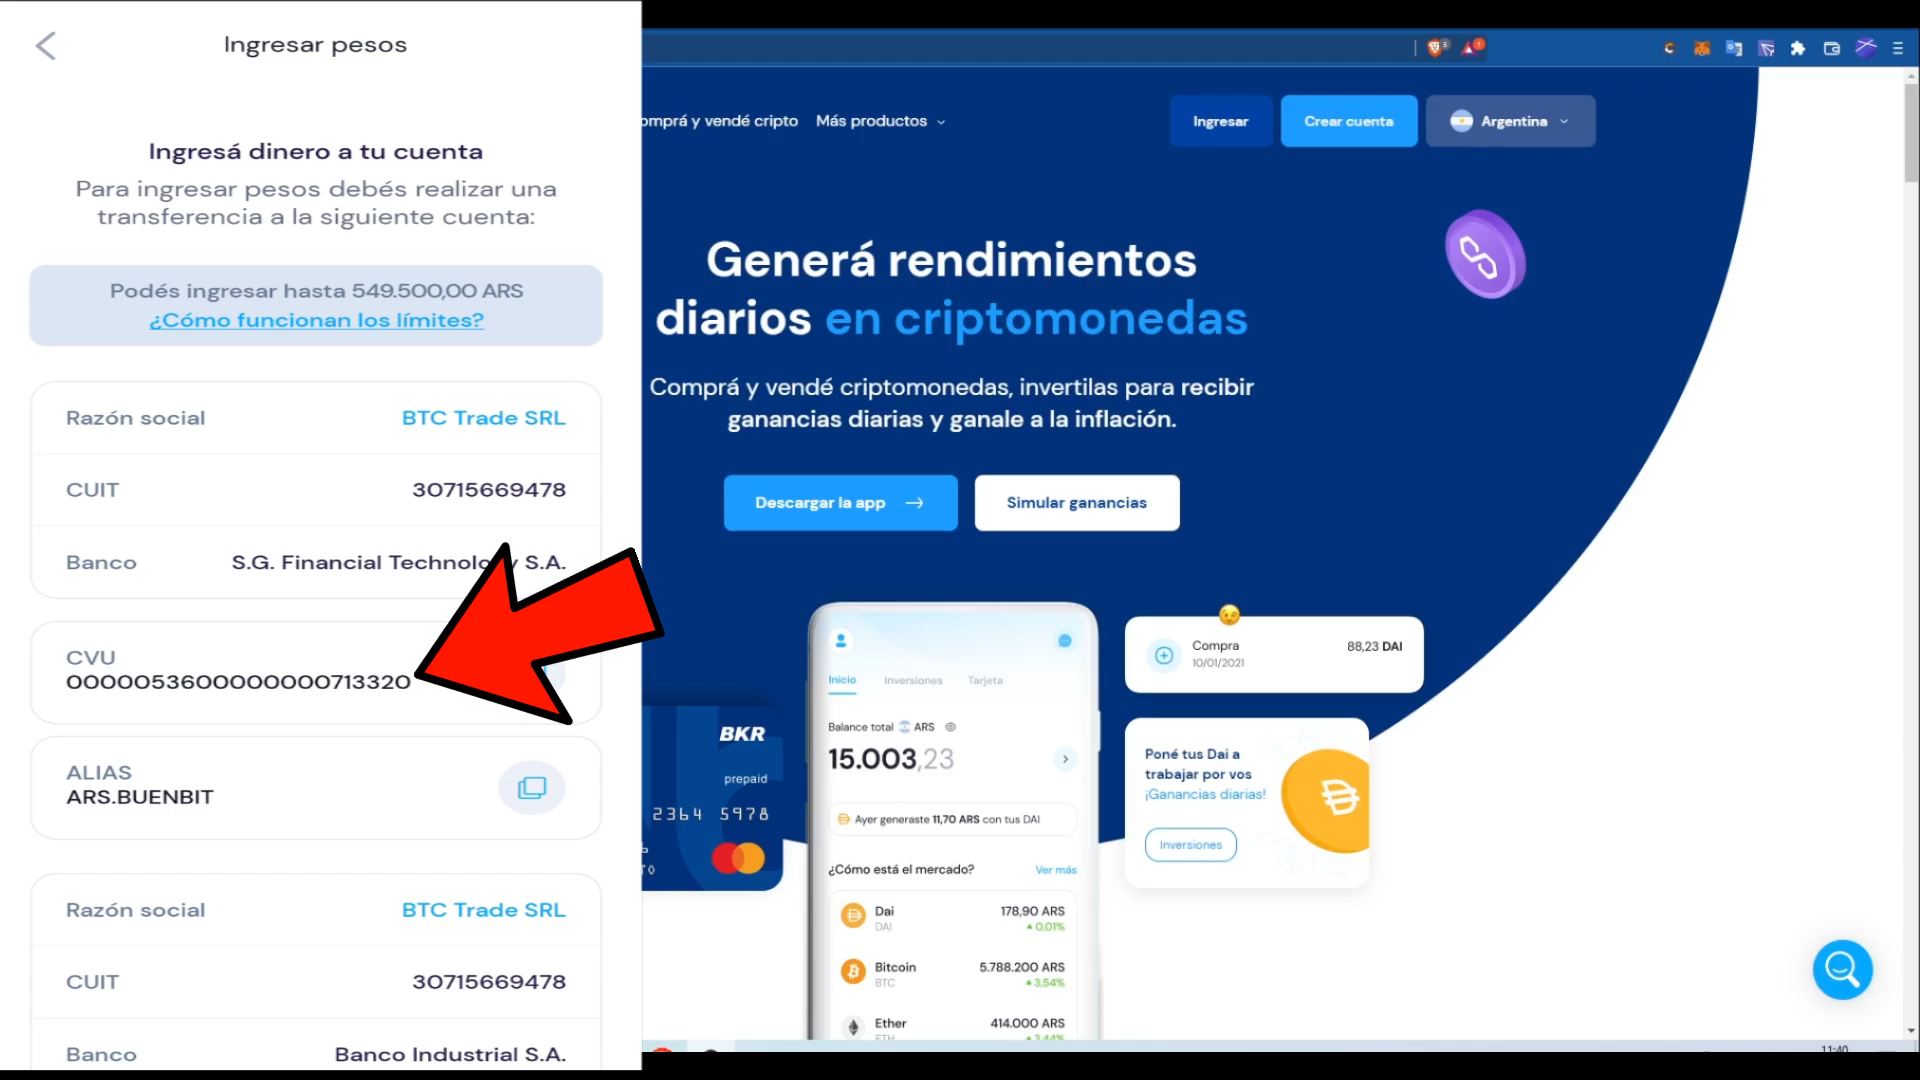 Ingresar pesos
Ingresá dinero a tu cuenta
Para ingresar pesos debés realizar una
transferencia a la siguiente cuenta:
Podés ingresar hasta 549.500,00 ARS
¿Cómo funcionan los límites?
Razón social BTC Trade SRL
CUIT 30715669478
Banco S.G. Financial Technolo y S.A.
CVU
0000053600000000713320
ALIAS
ARS.BUENBIT
Razón social BTC Trade SRL
CUIT 30715669478
Banco Banco Industrial S.A.
omprá y vendé cripto Más productos Ingresar Crear cuenta Argentina
Generá rendimientos
diarios en criptomonedas
Comprá y vendé criptomonedas, invertilas para recibir
ganancias diarias y ganale a la inflación.
Descargar la app Simular ganancias
BKR
prepaid
2364 5978
Inicio Inversiones Tarjeta
Balance total ARS
15.003,23
Ayer generaste 11,70 ARS con tus DAI
¿Cómo está el mercado? Ver más
Dai 178,90 ARS
DAI 0,01%
Bitcoin 5.788.200 ARS
BTC 3,54%
Ether 414.000 ARS
ETH 3,44%
Compra 88,23 DAI
10/01/2021
Poné tus Dai a
trabajar por vos
¡Ganancias diarias!
Inversiones
11:40